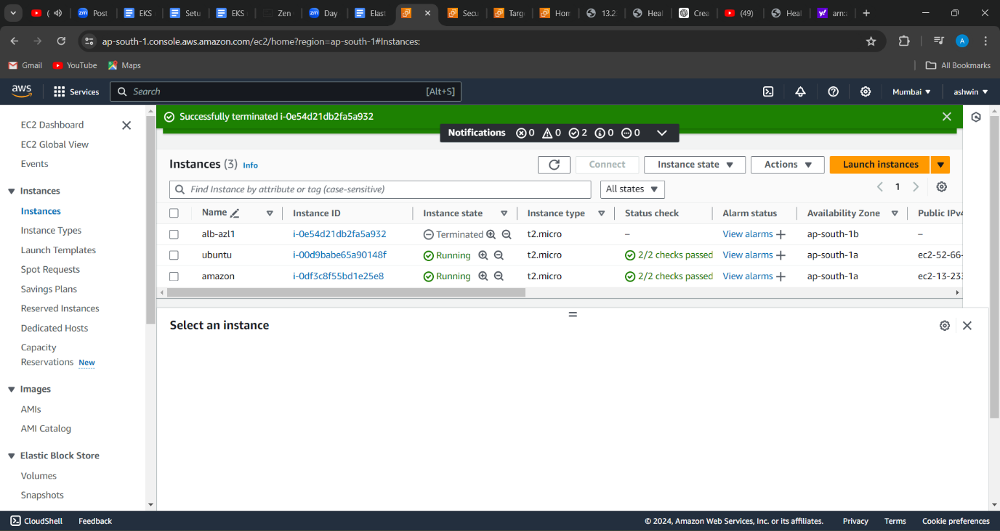 ( Post EKS Setu EKS Zen Day Elast Secu Targ Hom 13.2 Heal Crea (49) Heal arn:a
ap-south-1.console.aws.amazon.com/ec2/home?region=ap-south-1#Instances:
A
Gmail YouTube Maps All Bookmarks
aws Services Search [Alt+S] Mumbai ashwin
EC2 Dashboard
EC2 Global View
Events
Instances
Instances
Instance Types
Launch Templates
Spot Requests
Savings Plans
Reserved Instances
Dedicated Hosts
Capacity
Reservations New
Images
AMIs
AMI Catalog
Elastic Block Store
Volumes
Snapshots
Successfully terminated i-0e54d21db2fa5a932
Notifications 0 0 2 0 0
Instances (3) Info Connect Instance state Actions Launch instances
Find Instance by attribute or tag (case-sensitive) All states 1
Name Instance ID Instance state Instance type Status check Alarm status Availability Zone Public IPv4
alb-azl1 i-0e54d21db2fa5a932 Terminated t2.micro – View alarms + ap-south-1b –
ubuntu i-00d9babe65a90148f Running t2.micro 2/2 checks passed View alarms + ap-south-1a ec2-52-66-
amazon i-0df3c8f55bd1e25e8 Running t2.micro 2/2 checks passed View alarms + ap-south-1a ec2-13-233
Select an instance
CloudShell Feedback © 2024, Amazon Web Services, Inc. or its affiliates. Privacy Terms Cookie preferences